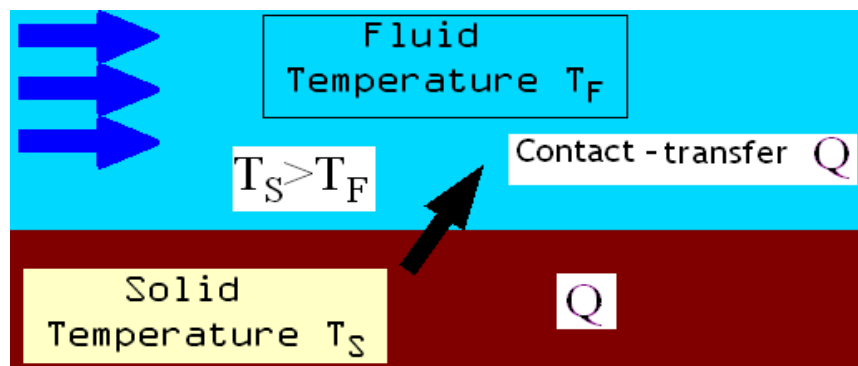 Fluid
Temperature T_F
T_S>T_F
Contact - transfer Q
Solid
Temperature T_S
Q